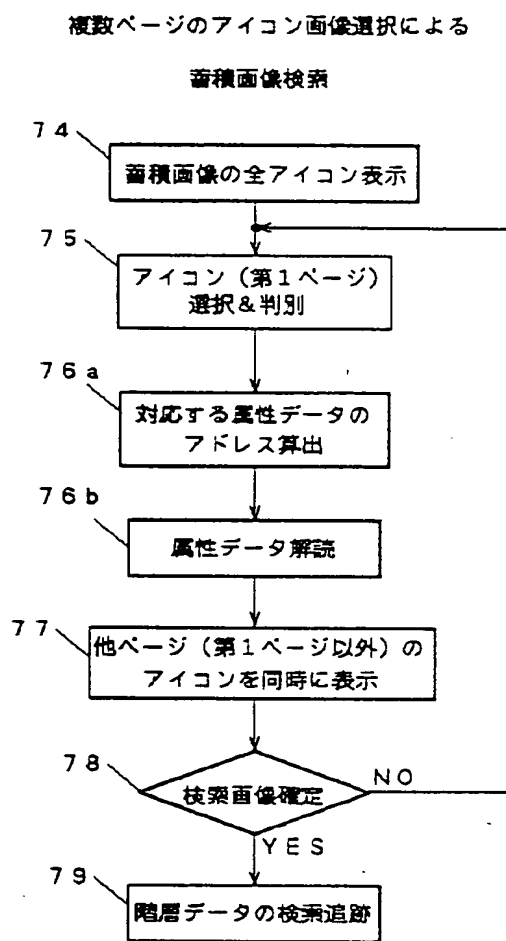 複数ページのアイコン画像選択による
蓄積画像検索
74
蓄積画像の全アイコン表示
75
アイコン（第1ページ）
選択＆判別
76a
対応する属性データの
アドレス算出
76b
属性データ解読
77
他ページ（第1ページ以外）の
アイコンを同時に表示
78
検索画像確定
NO
YES
79
階層データの検索追跡